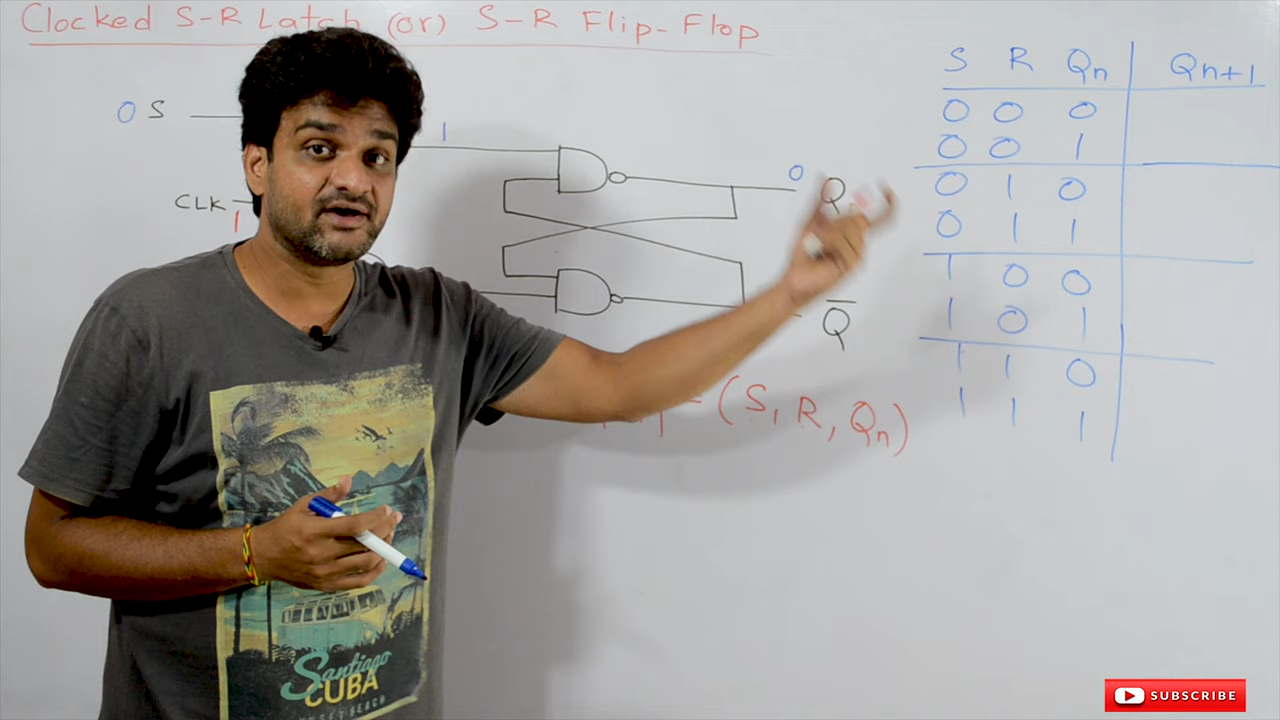 Clocked S-R Latch (or) S-R Flip-Flop
S R Qn Qn+1
0 0 0
0 0 1
0 1 0
0 1 1
1 0 0
1 0 1
1 1 0
1 1 1
0 S
1
0 Q
CLK
1
Q̅
(S, R, Qn)
Santiago
CUBA
SUBSCRIBE